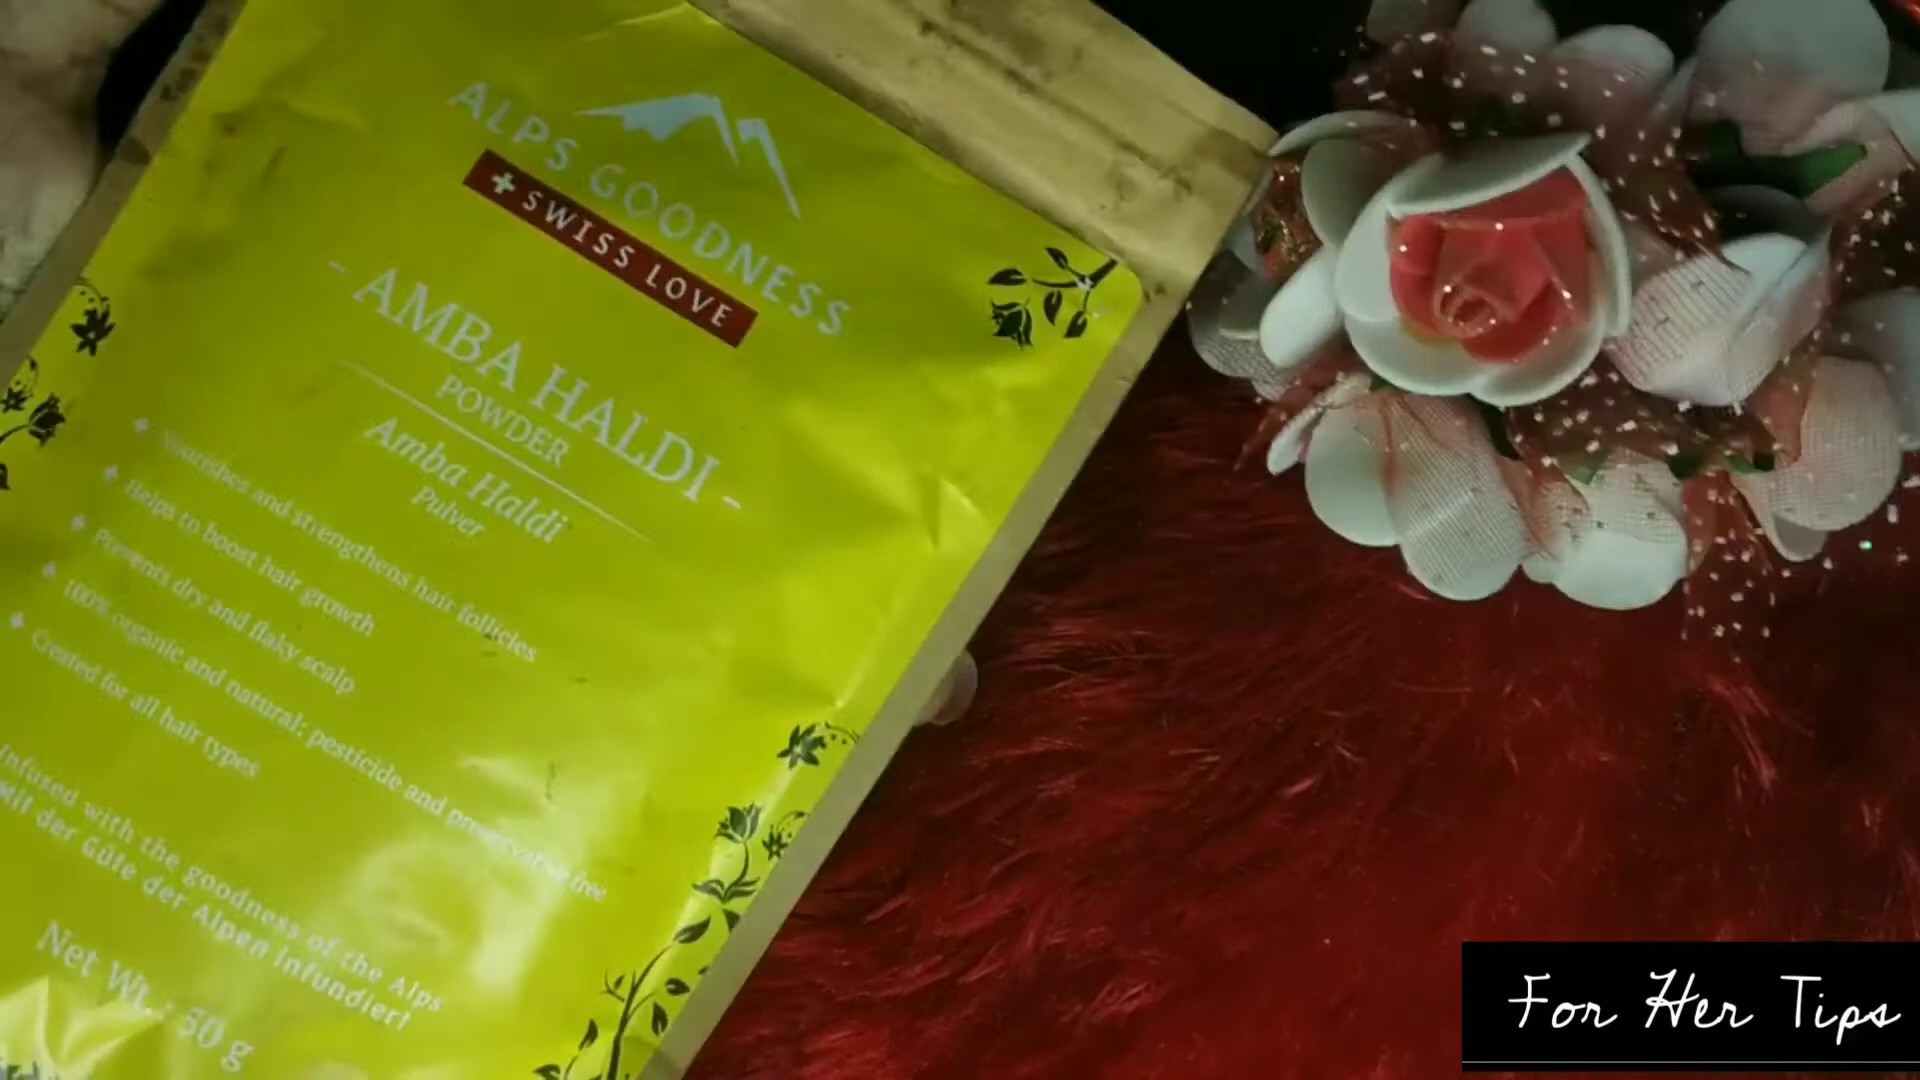 ALPS GOODNESS
SWISS LOVE
- AMBA HALDI -
POWDER
Amba Haldi
Pulver
Nourishes and strengthens hair follicles
Helps to boost hair growth
Prevents dry and flaky scalp
100% organic and natural; pesticide and preservative free
Created for all hair types
Infused with the goodness of the Alps
Mit der Güte der Alpen infundiert
Net Wt.: 50 g
For Her Tips